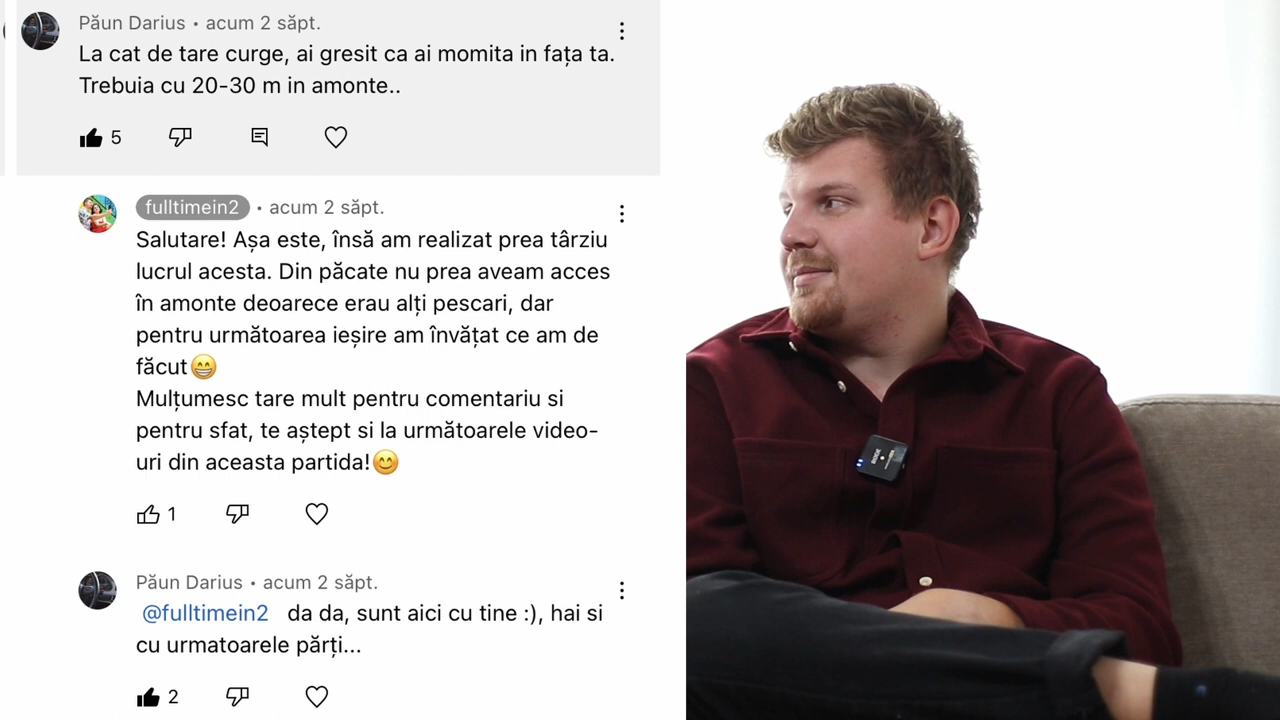 Păun Darius • acum 2 săpt.
La cat de tare curge, ai gresit ca ai momita in fața ta.
Trebuia cu 20-30 m in amonte..
5
fulltimein2 • acum 2 săpt.
Salutare! Așa este, însă am realizat prea târziu
lucrul acesta. Din păcate nu prea aveam acces
în amonte deoarece erau alți pescari, dar
pentru următoarea ieșire am învățat ce am de
făcut😁
Mulțumesc tare mult pentru comentariu si
pentru sfat, te aștept si la următoarele video-
uri din aceasta partida!😊
1
Păun Darius • acum 2 săpt.
@fulltimein2 da da, sunt aici cu tine :), hai si
cu urmatoarele părți...
2